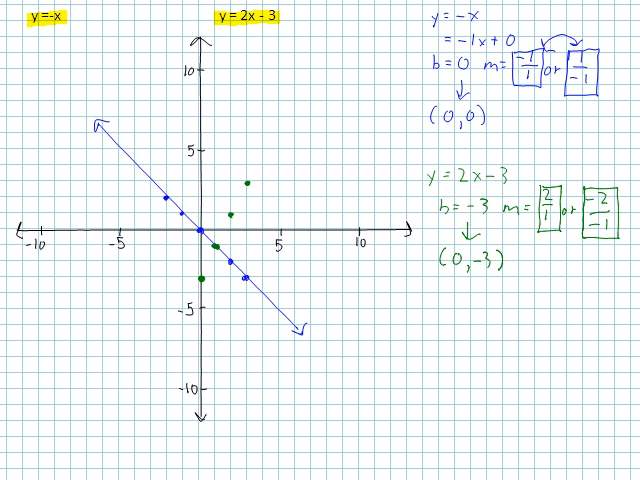 y =-x
y = 2x - 3
y = -x
= -1x + 0
b = 0 m = -1/1 or 1/-1
(0,0)
y = 2x - 3
b = -3 m = 2/1 or -2/-1
(0,-3)
10
5
-10 -5 5 10
-5
-10